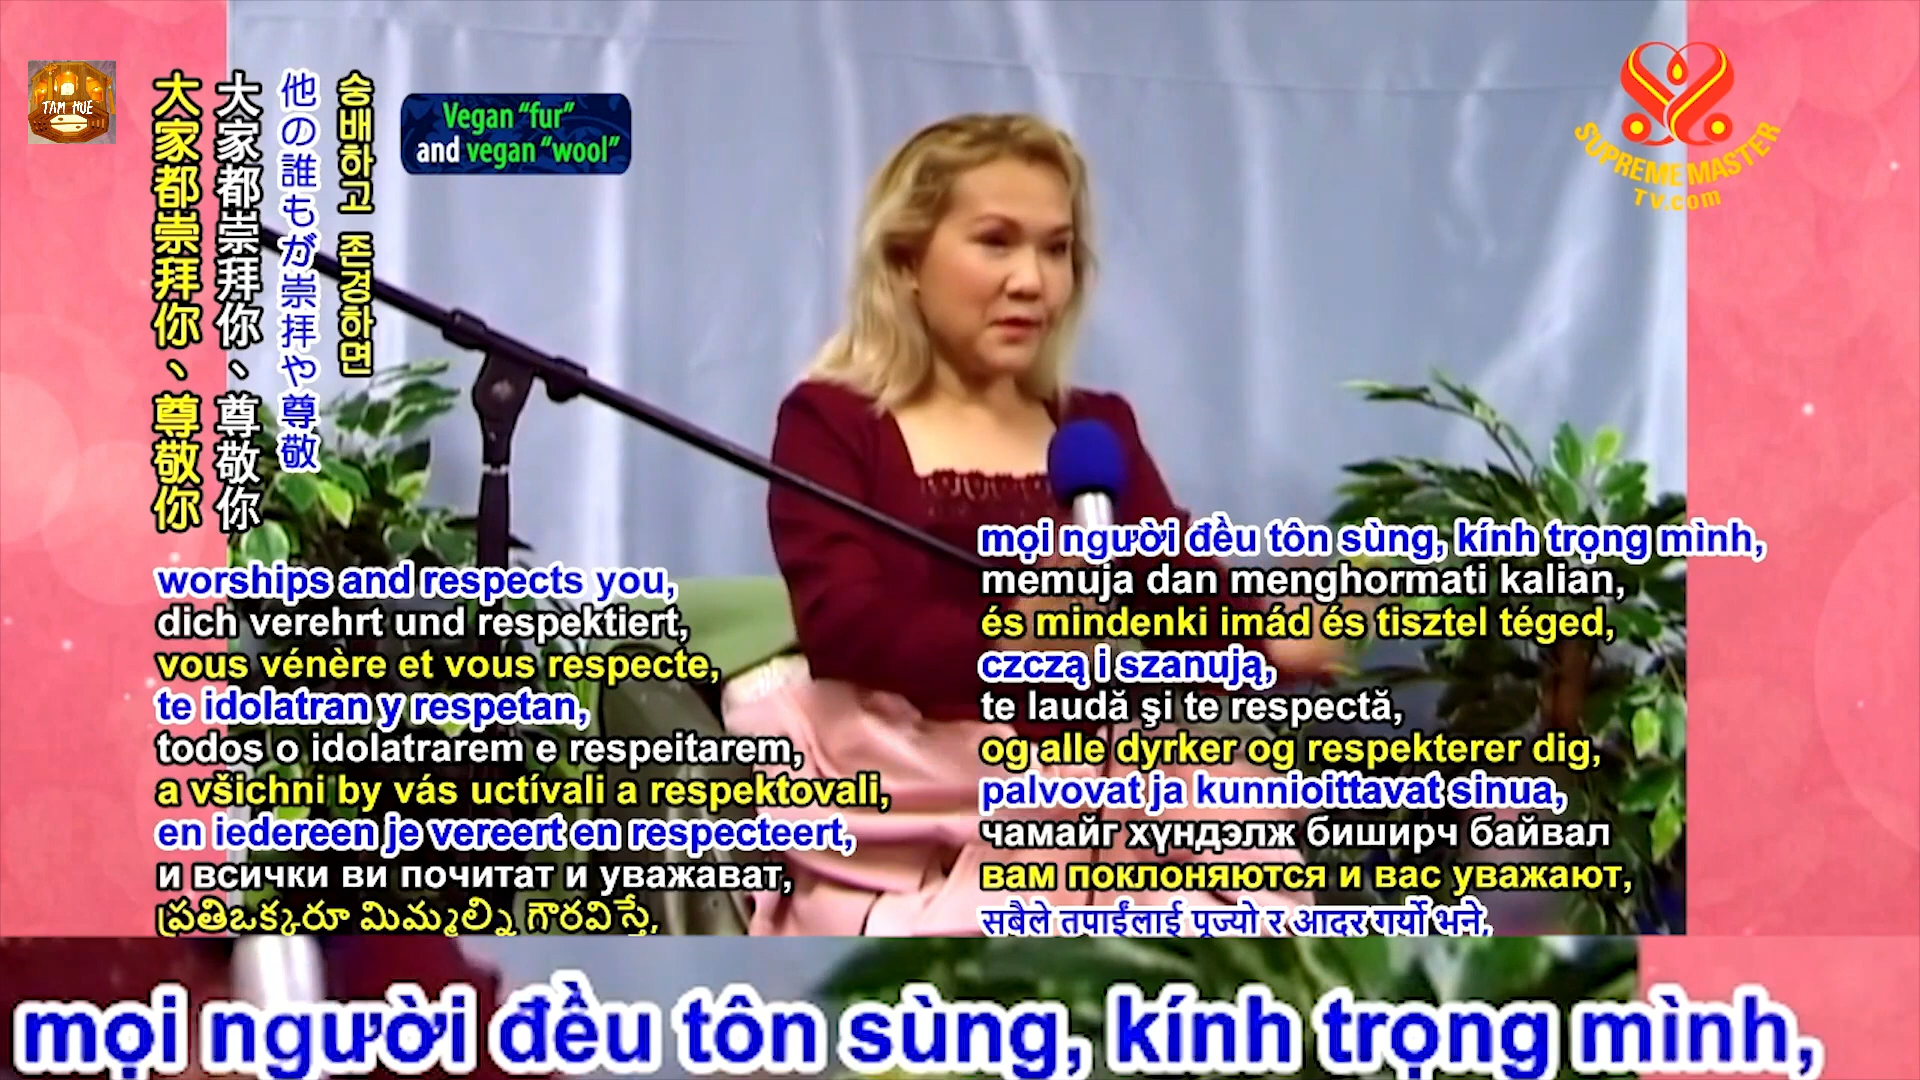 TAM HUE
大家都崇拜你、尊敬你
大家都崇拜你、尊敬你
他の誰もが崇拝や尊敬
숭배하고 존경하면
Vegan "fur"
and vegan "wool"
SUPREME MASTER
TV.com
worships and respects you,
dich verehrt und respektiert,
vous vénère et vous respecte,
te idolatran y respetan,
todos o idolatrarem e respeitarem,
a všichni by vás uctívali a respektovali,
en iedereen je vereert en respecteert,
и всички ви почитат и уважават,
ప్రతిఒక్కరూ మిమ్మల్ని గౌరవిస్తే,
mọi người đều tôn sùng, kính trọng mình,
memuja dan menghormati kalian,
és mindenki imád és tisztel téged,
czczą i szanują,
te laudă şi te respectă,
og alle dyrker og respekterer dig,
palvovat ja kunnioittavat sinua,
чамайг хүндэлж биширч байвал
вам поклоняются и вас уважают,
सबैले तपाईंलाई पूज्यो र आदर गर्यो भने,
mọi người đều tôn sùng, kính trọng mình,